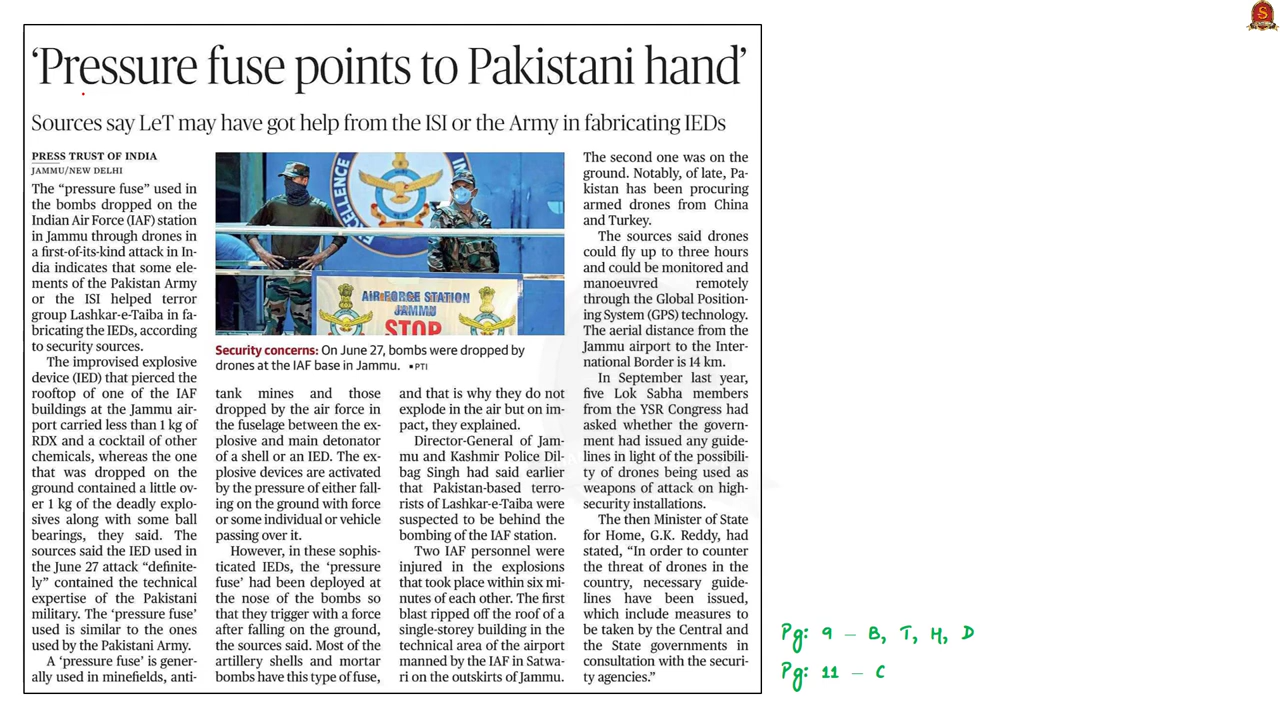 ‘Pressure fuse points to Pakistani hand’
Sources say LeT may have got help from the ISI or the Army in fabricating IEDs
PRESS TRUST OF INDIA
JAMMU/NEW DELHI
The “pressure fuse” used in
the bombs dropped on the
Indian Air Force (IAF) station
in Jammu through drones in
a first-of-its-kind attack in In-
dia indicates that some ele-
ments of the Pakistan Army
or the ISI helped terror
group Lashkar-e-Taiba in fa-
bricating the IEDs, according
to security sources.
The improvised explosive
device (IED) that pierced the
rooftop of one of the IAF
buildings at the Jammu air-
port carried less than 1 kg of
RDX and a cocktail of other
chemicals, whereas the one
that was dropped on the
ground contained a little ov-
er 1 kg of the deadly explo-
sives along with some ball
bearings, they said. The
sources said the IED used in
the June 27 attack “definite-
ly” contained the technical
expertise of the Pakistani
military. The ‘pressure fuse’
used is similar to the ones
used by the Pakistani Army.
A ‘pressure fuse’ is gener-
ally used in minefields, anti-
EXCELLENCE
IN
AIR FORCE STATION
JAMMU
STOP
Security concerns: On June 27, bombs were dropped by
drones at the IAF base in Jammu. ▪PTI
tank mines and those
dropped by the air force in
the fuselage between the ex-
plosive and main detonator
of a shell or an IED. The ex-
plosive devices are activated
by the pressure of either fall-
ing on the ground with force
or some individual or vehicle
passing over it.
However, in these sophis-
ticated IEDs, the ‘pressure
fuse’ had been deployed at
the nose of the bombs so
that they trigger with a force
after falling on the ground,
the sources said. Most of the
artillery shells and mortar
bombs have this type of fuse,
and that is why they do not
explode in the air but on im-
pact, they explained.
Director-General of Jam-
mu and Kashmir Police Dil-
bag Singh had said earlier
that Pakistan-based terro-
rists of Lashkar-e-Taiba were
suspected to be behind the
bombing of the IAF station.
Two IAF personnel were
injured in the explosions
that took place within six mi-
nutes of each other. The first
blast ripped off the roof of a
single-storey building in the
technical area of the airport
manned by the IAF in Satwa-
ri on the outskirts of Jammu.
The second one was on the
ground. Notably, of late, Pa-
kistan has been procuring
armed drones from China
and Turkey.
The sources said drones
could fly up to three hours
and could be monitored and
manoeuvred remotely
through the Global Position-
ing System (GPS) technology.
The aerial distance from the
Jammu airport to the Inter-
national Border is 14 km.
In September last year,
five Lok Sabha members
from the YSR Congress had
asked whether the govern-
ment had issued any guide-
lines in light of the possibili-
ty of drones being used as
weapons of attack on high-
security installations.
The then Minister of State
for Home, G.K. Reddy, had
stated, “In order to counter
the threat of drones in the
country, necessary guide-
lines have been issued,
which include measures to
be taken by the Central and
the State governments in
consultation with the securi-
ty agencies.”
Pg: 9 – B, T, H, D
Pg: 11 – C